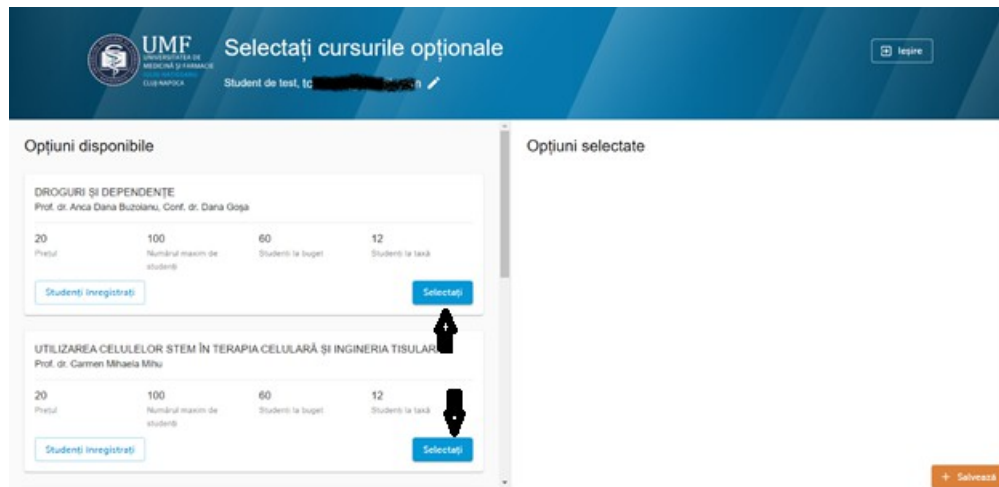 UMF
UNIVERSITATEA DE
MEDICINĂ ȘI FARMACIE
CLUJ-NAPOCA
Selectați cursurile opționale
Student de test,
Ieșire
Opțiuni disponibile
DROGURI ȘI DEPENDENȚE
Prof. dr. Anca Dana Buzoianu, Conf. dr. Dana Goșa
20 100 60 12
Prețul Numărul maxim de Studenți la buget Studenți la taxă
studenți
Studenți înregistrați Selectați
UTILIZAREA CELULELOR STEM ÎN TERAPIA CELULARĂ ȘI INGINERIA TISULARĂ
Prof. dr. Carmen Mihaela Mihu
20 100 60 12
Prețul Numărul maxim de Studenți la buget Studenți la taxă
studenți
Studenți înregistrați Selectați
Opțiuni selectate
+ Salvează